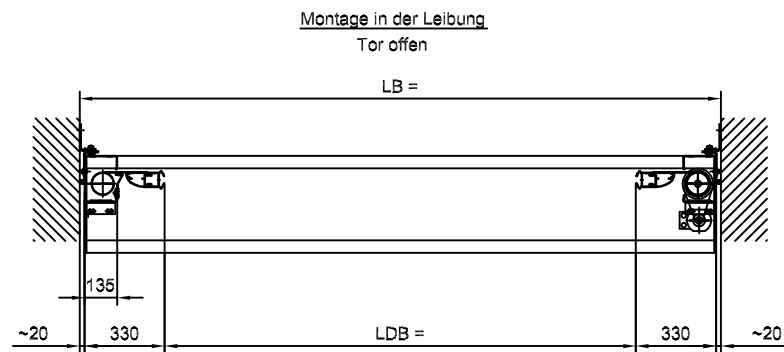 Montage in der Leibung
Tor offen
LB =
135
~20 330 LDB = 330 ~20